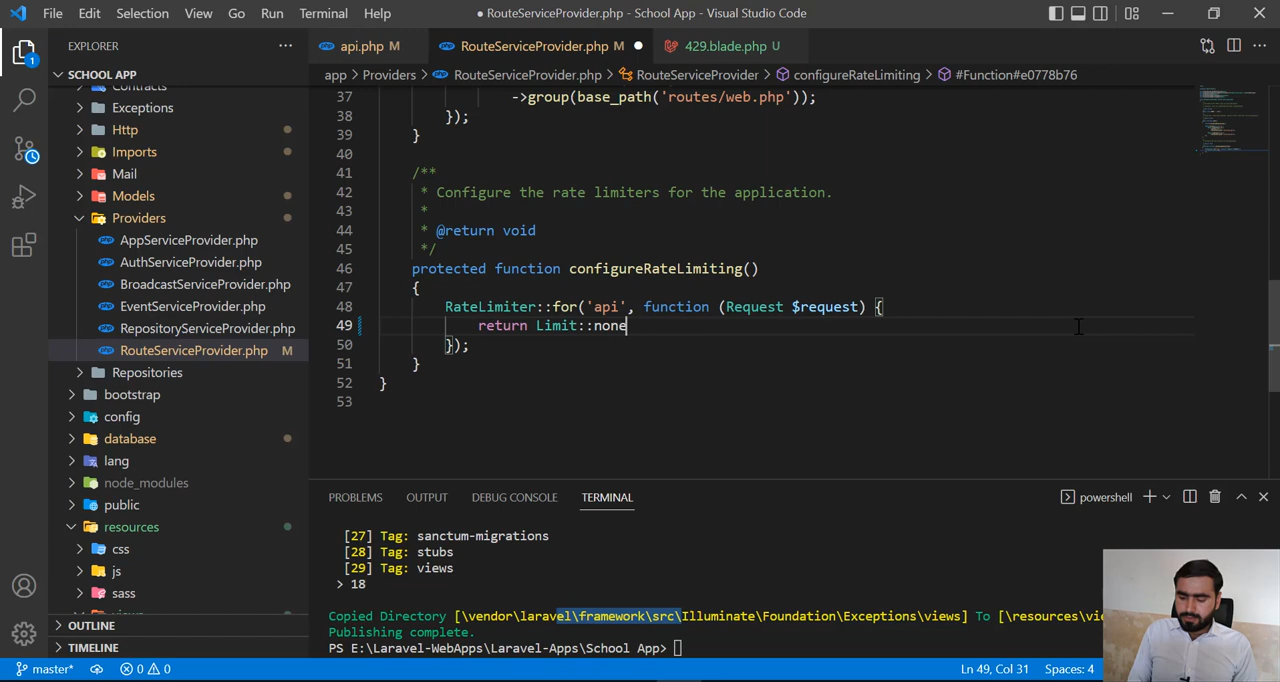 File Edit Selection View Go Run Terminal Help
● RouteServiceProvider.php - School App - Visual Studio Code
EXPLORER
api.php M
RouteServiceProvider.php M
429.blade.php U
SCHOOL APP
app > Providers > RouteServiceProvider.php > RouteServiceProvider > configureRateLimiting > #Function#e0778b76
1
Contracts
Exceptions
Http
Imports
Mail
Models
Providers
AppServiceProvider.php
AuthServiceProvider.php
BroadcastServiceProvider.php
EventServiceProvider.php
RepositoryServiceProvider.php
RouteServiceProvider.php M
Repositories
bootstrap
config
database
lang
node_modules
public
resources
css
js
sass
OUTLINE
TIMELINE
37 ->group(base_path('routes/web.php'));
38 });
39 }
40
41 /**
42 * Configure the rate limiters for the application.
43 *
44 * @return void
45 */
46 protected function configureRateLimiting()
47 {
48 RateLimiter::for('api', function (Request $request) {
49 return Limit::none
50 });
51 }
52 }
53
PROBLEMS OUTPUT DEBUG CONSOLE TERMINAL
powershell
[27] Tag: sanctum-migrations
[28] Tag: stubs
[29] Tag: views
> 18
Copied Directory [\vendor\laravel\framework\src\Illuminate\Foundation\Exceptions\views] To [\resources\vie
Publishing complete.
PS E:\Laravel-WebApps\Laravel-Apps\School App>
master* 0 0
Ln 49, Col 31 Spaces: 4